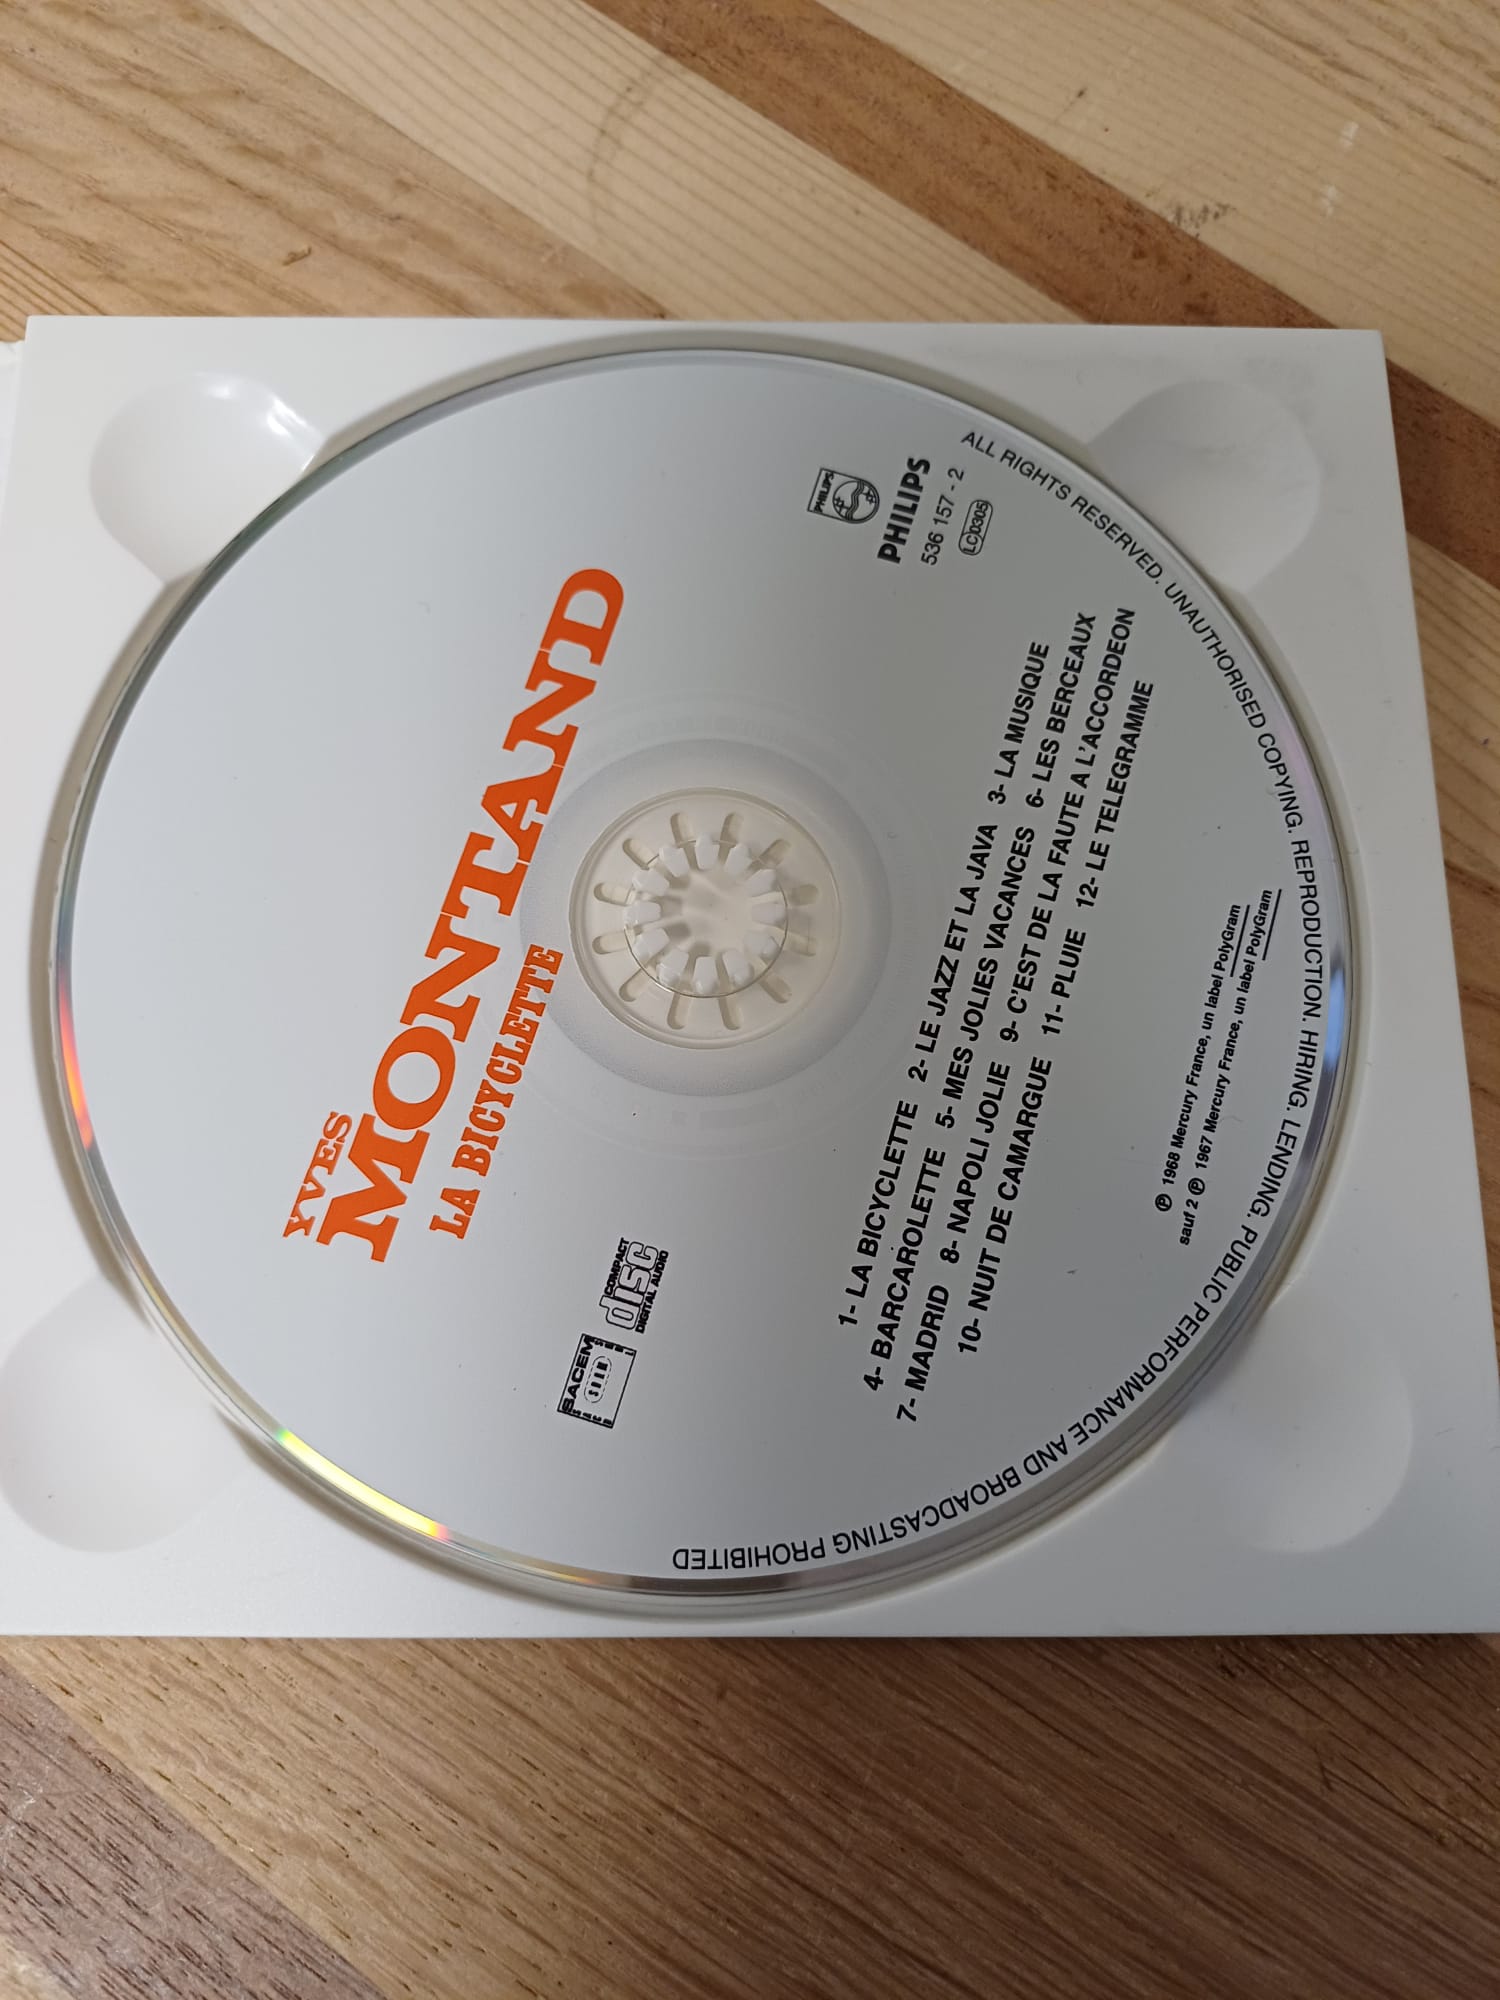 YVES
MONTAND
LA BICYCLETTE
PHILIPS
PHILIPS
536 157 - 2
LC 0305
SACEM
COMPACT
disc
DIGITAL AUDIO
1- LA BICYCLETTE 2- LE JAZZ ET LA JAVA 3- LA MUSIQUE
4- BARCAROLETTE 5- MES JOLIES VACANCES 6- LES BERCEAUX
7- MADRID 8- NAPOLI JOLIE 9- C'EST DE LA FAUTE A L'ACCORDEON
10- NUIT DE CAMARGUE 11- PLUIE 12- LE TELEGRAMME
℗ 1968 Mercury France, un label PolyGram
sauf 2 ℗ 1967 Mercury France, un label PolyGram
ALL RIGHTS RESERVED. UNAUTHORISED COPYING. REPRODUCTION. HIRING. LENDING. PUBLIC PERFORMANCE AND BROADCASTING PROHIBITED